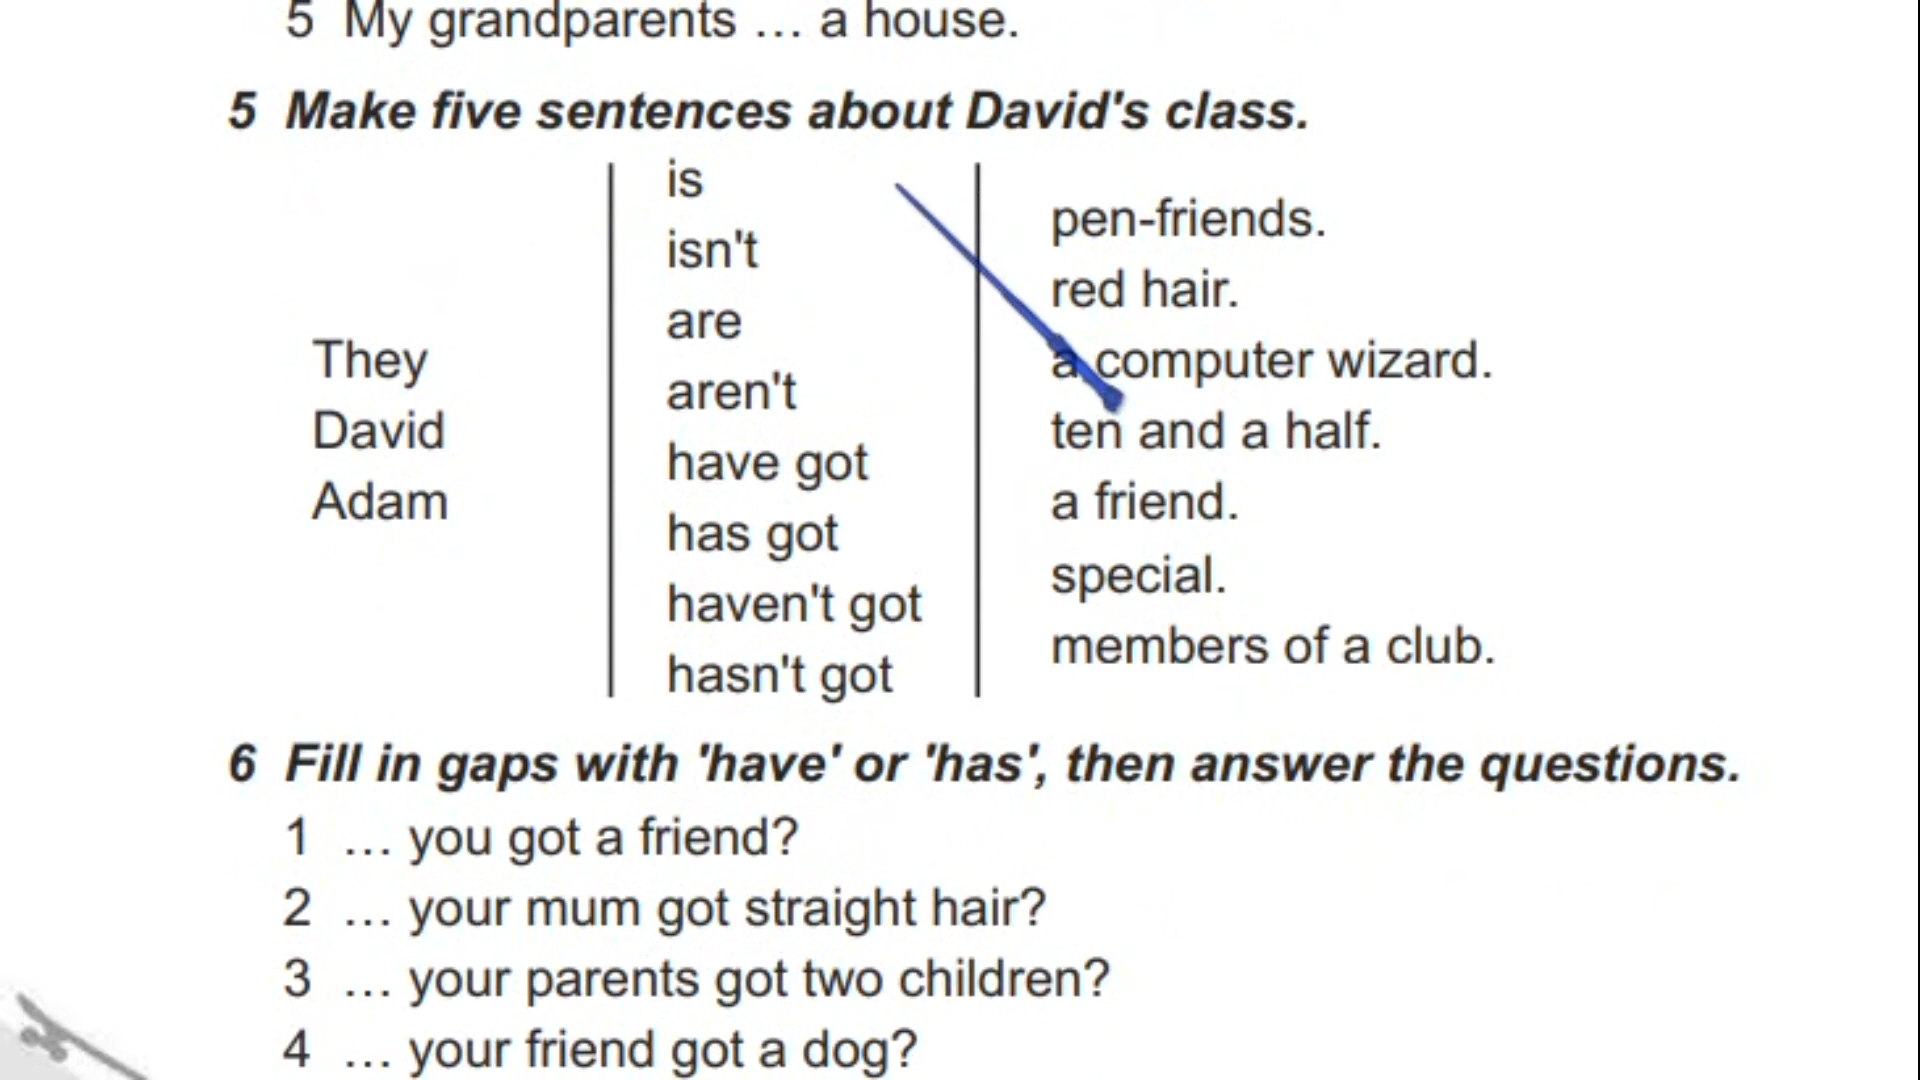 5 My grandparents … a house.
5 Make five sentences about David's class.
is
isn't
are
aren't
have got
has got
haven't got
hasn't got
They
David
Adam
pen-friends.
red hair.
a computer wizard.
ten and a half.
a friend.
special.
members of a club.
6 Fill in gaps with 'have' or 'has', then answer the questions.
1 … you got a friend?
2 … your mum got straight hair?
3 … your parents got two children?
4 … your friend got a dog?